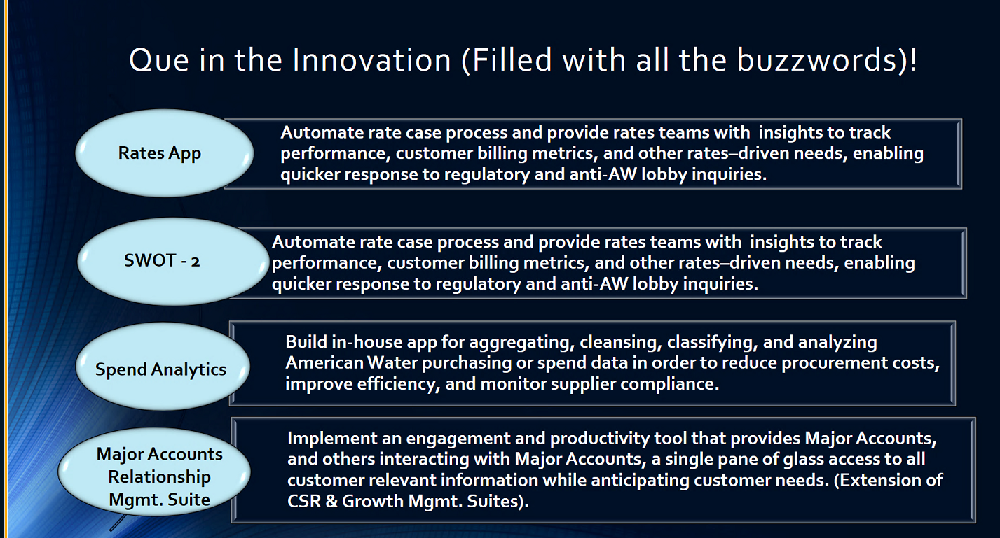 Que in the Innovation (Filled with all the buzzwords)!
Rates App
Automate rate case process and provide rates teams with  insights to track
performance, customer billing metrics, and other rates–driven needs, enabling
quicker response to regulatory and anti-AW lobby inquiries.
SWOT - 2
Automate rate case process and provide rates teams with  insights to track
performance, customer billing metrics, and other rates–driven needs, enabling
quicker response to regulatory and anti-AW lobby inquiries.
Spend Analytics
Build in-house app for aggregating, cleansing, classifying, and analyzing
American Water purchasing or spend data in order to reduce procurement costs,
improve efficiency, and monitor supplier compliance.
Major Accounts
Relationship
Mgmt. Suite
Implement an engagement and productivity tool that provides Major Accounts,
and others interacting with Major Accounts, a single pane of glass access to all
customer relevant information while anticipating customer needs. (Extension of
CSR & Growth Mgmt. Suites).